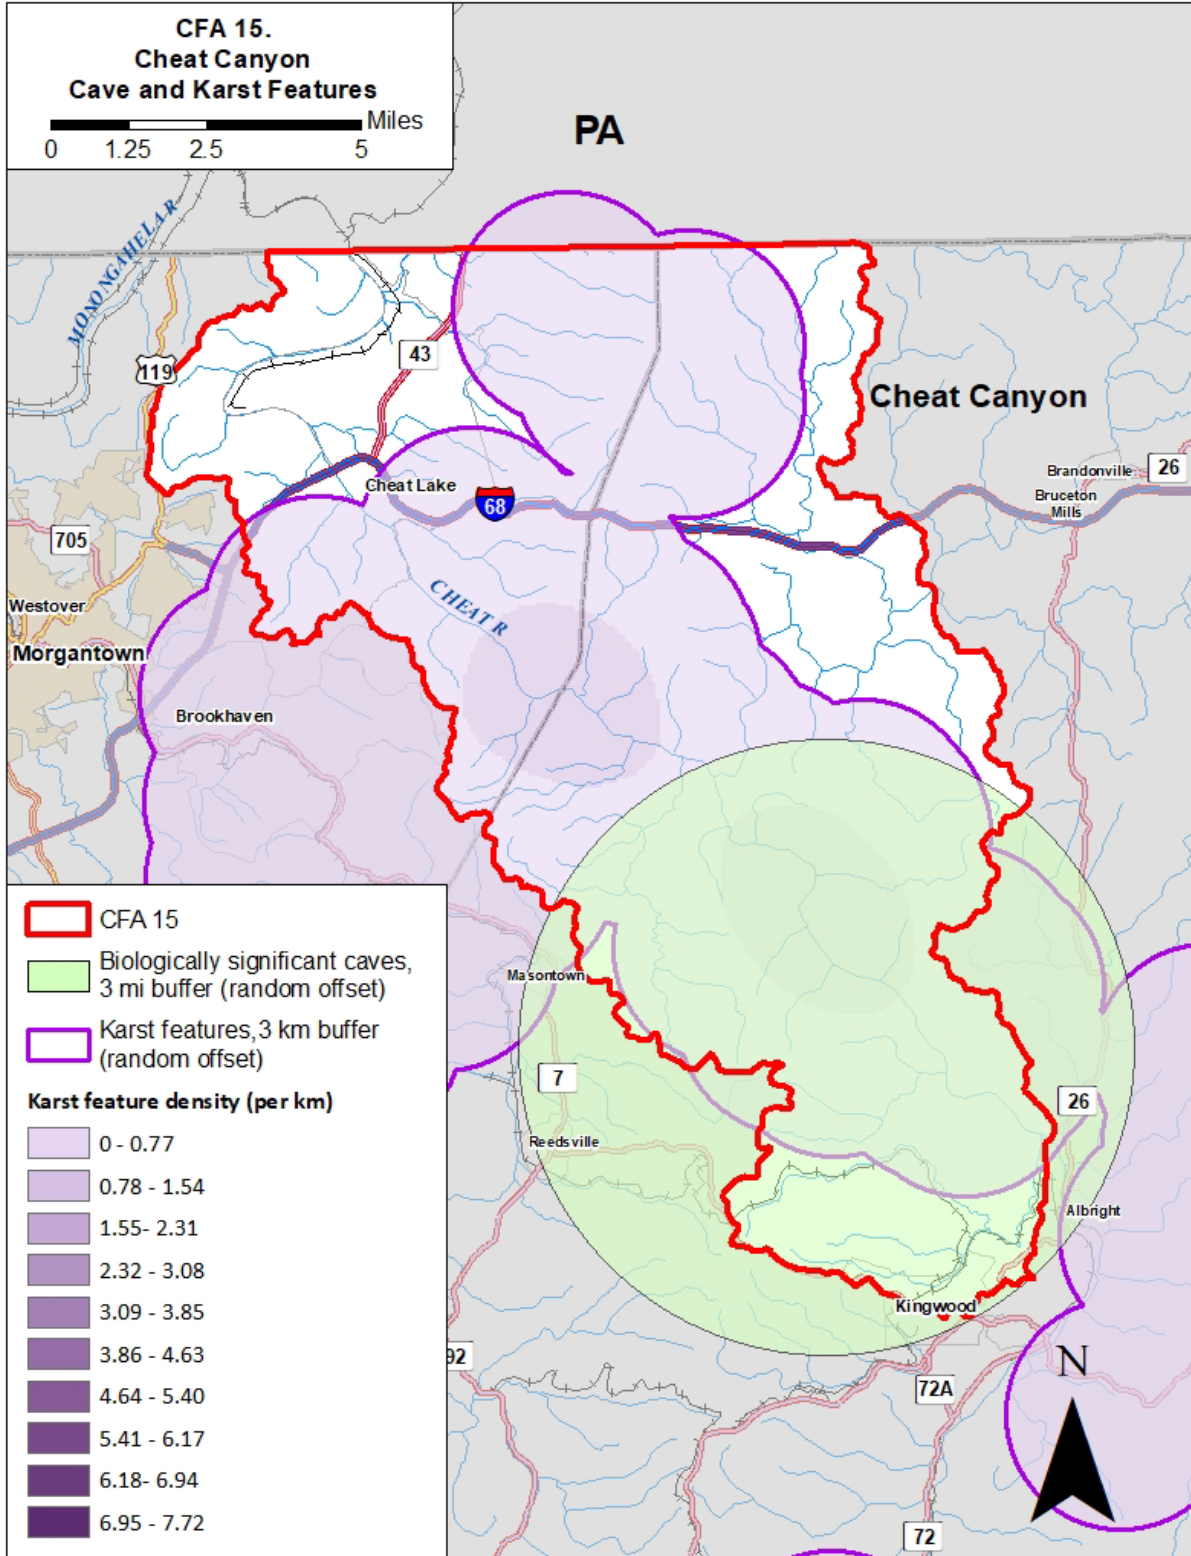 CFA 15.
Cheat Canyon
Cave and Karst Features
Miles
0 1.25 2.5 5
PA
MONONGAHELA R
119
43
Cheat Canyon
Brandonville
26
Bruceton
Mills
Cheat Lake
68
705
CHEAT R
Westover
Morgantown
Brookhaven
CFA 15
Biologically significant caves,
3 mi buffer (random offset)
Karst features, 3 km buffer
(random offset)
Karst feature density (per km)
0 - 0.77
0.78 - 1.54
1.55- 2.31
2.32 - 3.08
3.09 - 3.85
3.86 - 4.63
4.64 - 5.40
5.41 - 6.17
6.18- 6.94
6.95 - 7.72
Masontown
7
26
Reedsville
Albright
Kingwood
92
N
72A
72